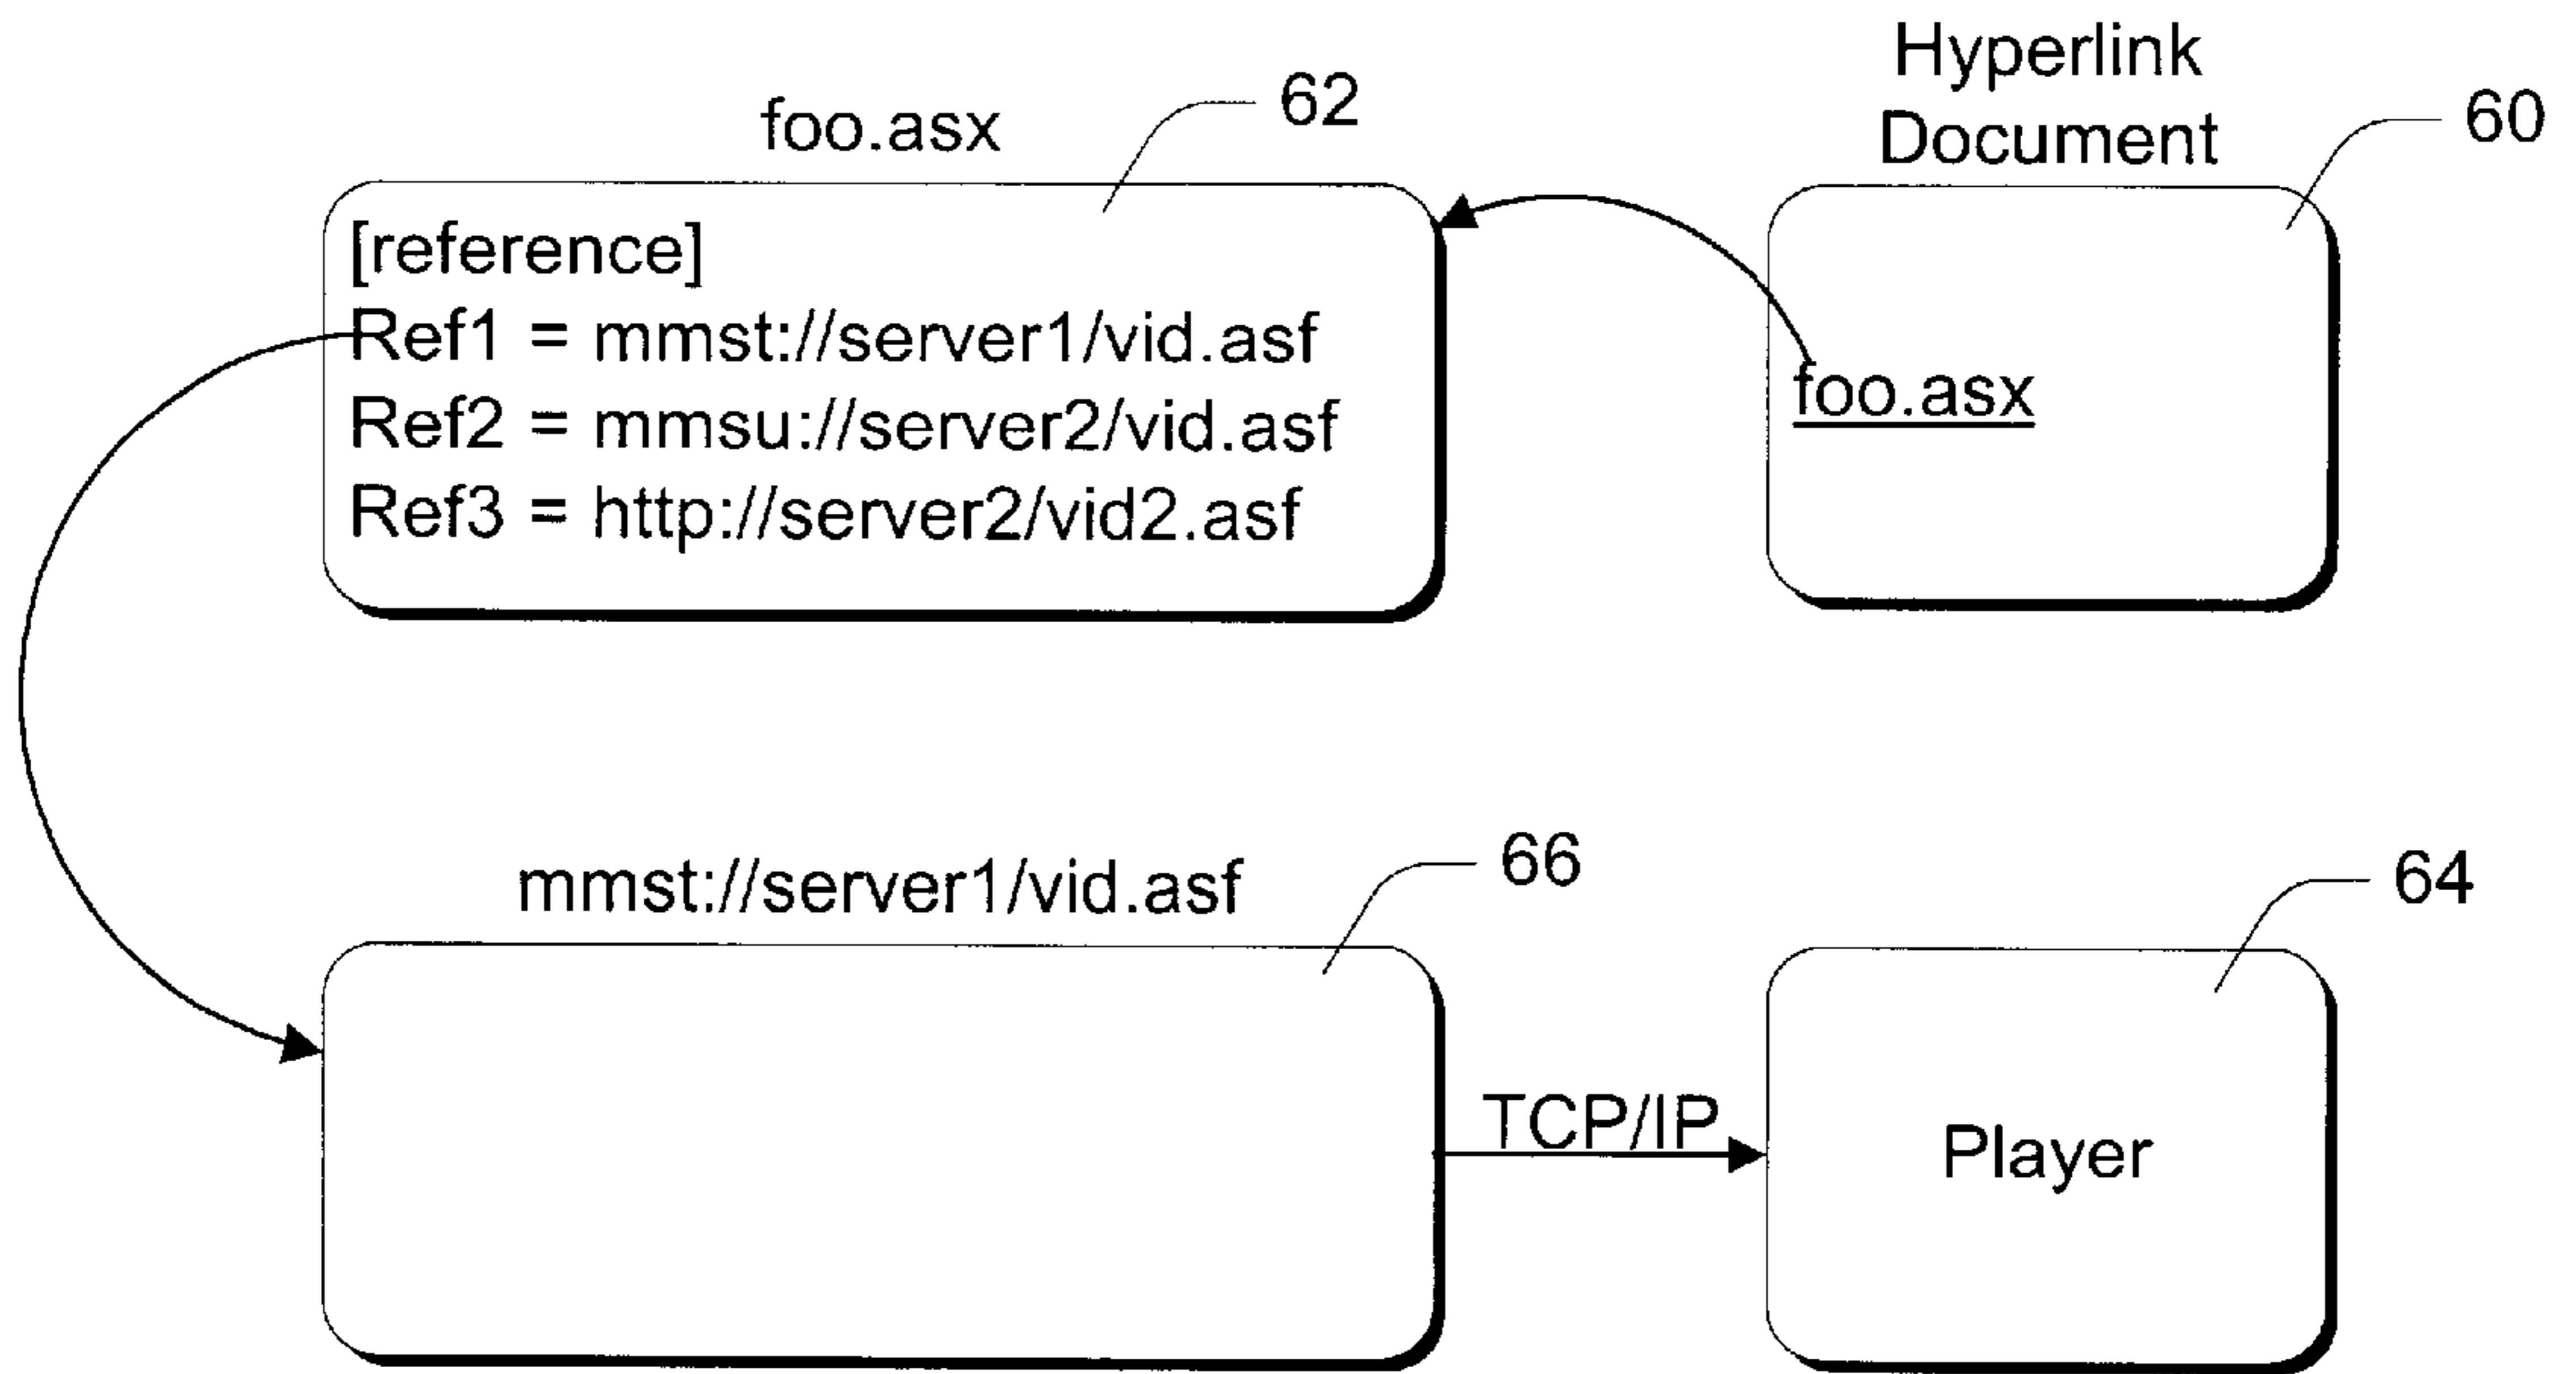 foo.asx
62
[reference]
Ref1 = mmst://server1/vid.asf
Ref2 = mmsu://server2/vid.asf
Ref3 = http://server2/vid2.asf
Hyperlink
Document
60
foo.asx
mmst://server1/vid.asf
66
TCP/IP
64
Player